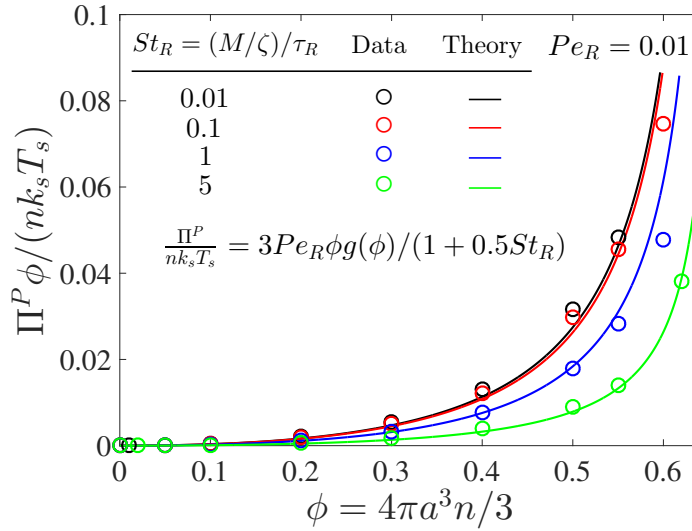 0.1
St_R = (M/ζ)/τ_R Data Theory Pe_R = 0.01
0.01
0.1
1
5
Π^P/(nk_sT_s) = 3Pe_Rϕg(ϕ)/(1 + 0.5St_R)
0.08
0.06
0.04
0.02
0
Π^Pϕ/(nk_sT_s)
0 0.1 0.2 0.3 0.4 0.5 0.6
ϕ = 4πa³n/3